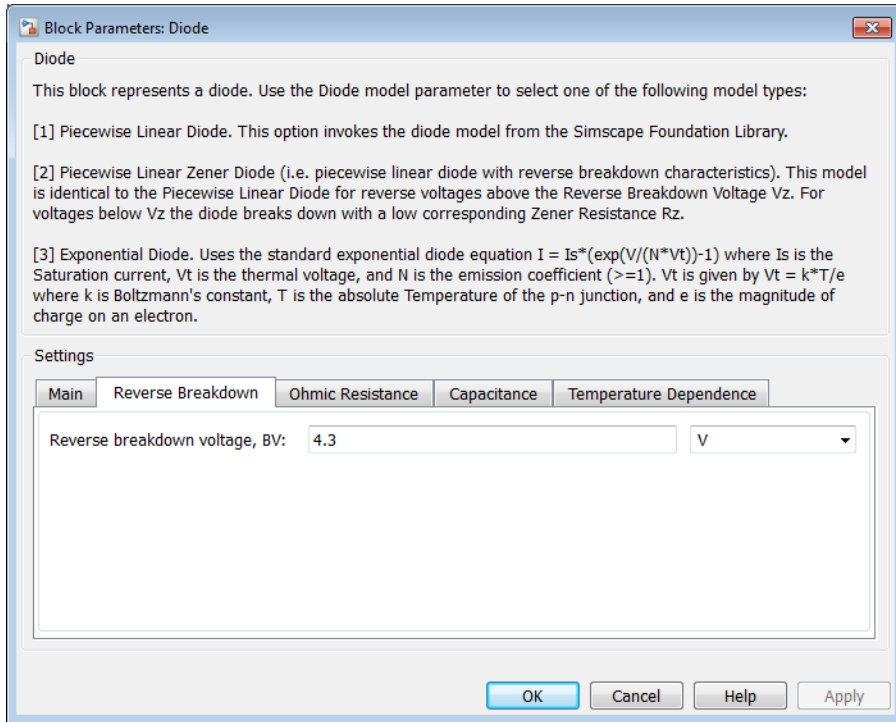 Block Parameters: Diode
Diode
This block represents a diode. Use the Diode model parameter to select one of the following model types:
[1] Piecewise Linear Diode. This option invokes the diode model from the Simscape Foundation Library.
[2] Piecewise Linear Zener Diode (i.e. piecewise linear diode with reverse breakdown characteristics). This model
is identical to the Piecewise Linear Diode for reverse voltages above the Reverse Breakdown Voltage Vz. For
voltages below Vz the diode breaks down with a low corresponding Zener Resistance Rz.
[3] Exponential Diode. Uses the standard exponential diode equation I = Is*(exp(V/(N*Vt))-1) where Is is the
Saturation current, Vt is the thermal voltage, and N is the emission coefficient (>=1). Vt is given by Vt = k*T/e
where k is Boltzmann's constant, T is the absolute Temperature of the p-n junction, and e is the magnitude of
charge on an electron.
Settings
Main Reverse Breakdown Ohmic Resistance Capacitance Temperature Dependence
Reverse breakdown voltage, BV: 4.3 V
OK Cancel Help Apply